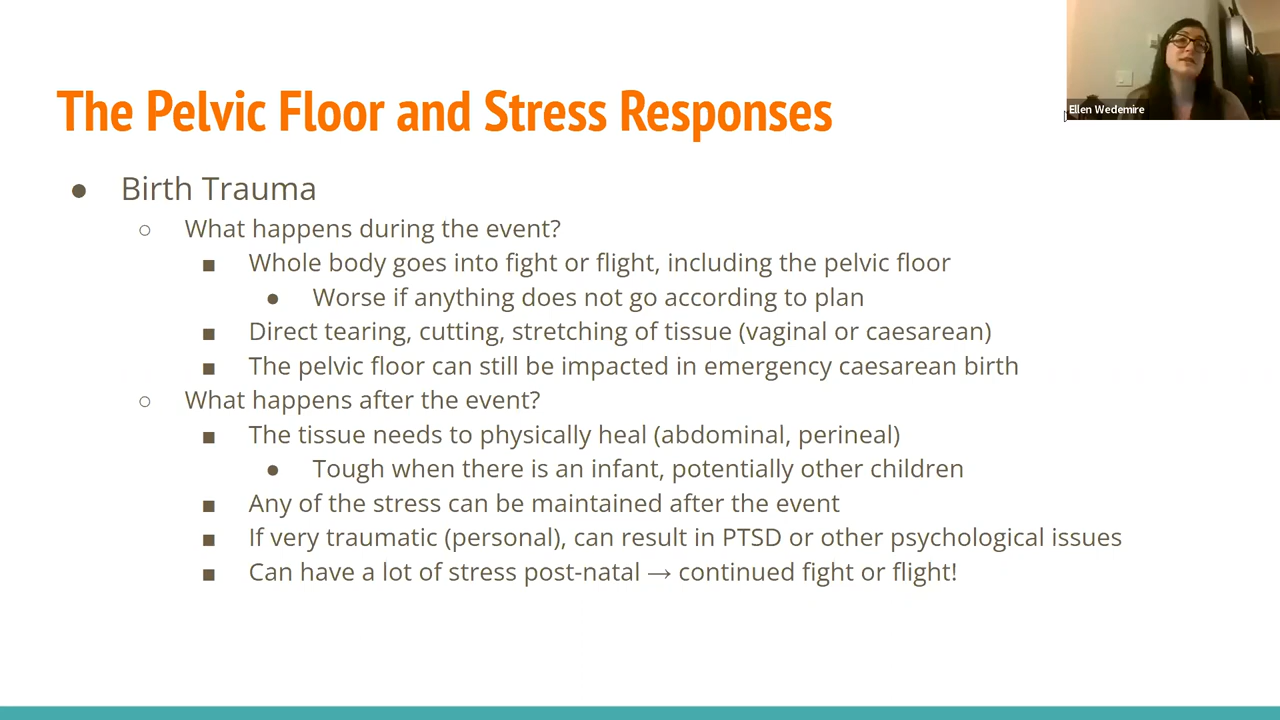 The Pelvic Floor and Stress Responses
Ellen Wedemire
● Birth Trauma
○ What happens during the event?
■ Whole body goes into fight or flight, including the pelvic floor
● Worse if anything does not go according to plan
■ Direct tearing, cutting, stretching of tissue (vaginal or caesarean)
■ The pelvic floor can still be impacted in emergency caesarean birth
○ What happens after the event?
■ The tissue needs to physically heal (abdominal, perineal)
● Tough when there is an infant, potentially other children
■ Any of the stress can be maintained after the event
■ If very traumatic (personal), can result in PTSD or other psychological issues
■ Can have a lot of stress post-natal → continued fight or flight!